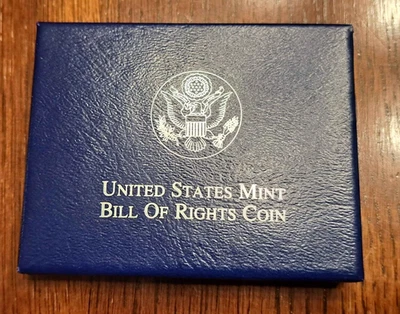 UNITED STATES MINT
BILL OF RIGHTS COIN